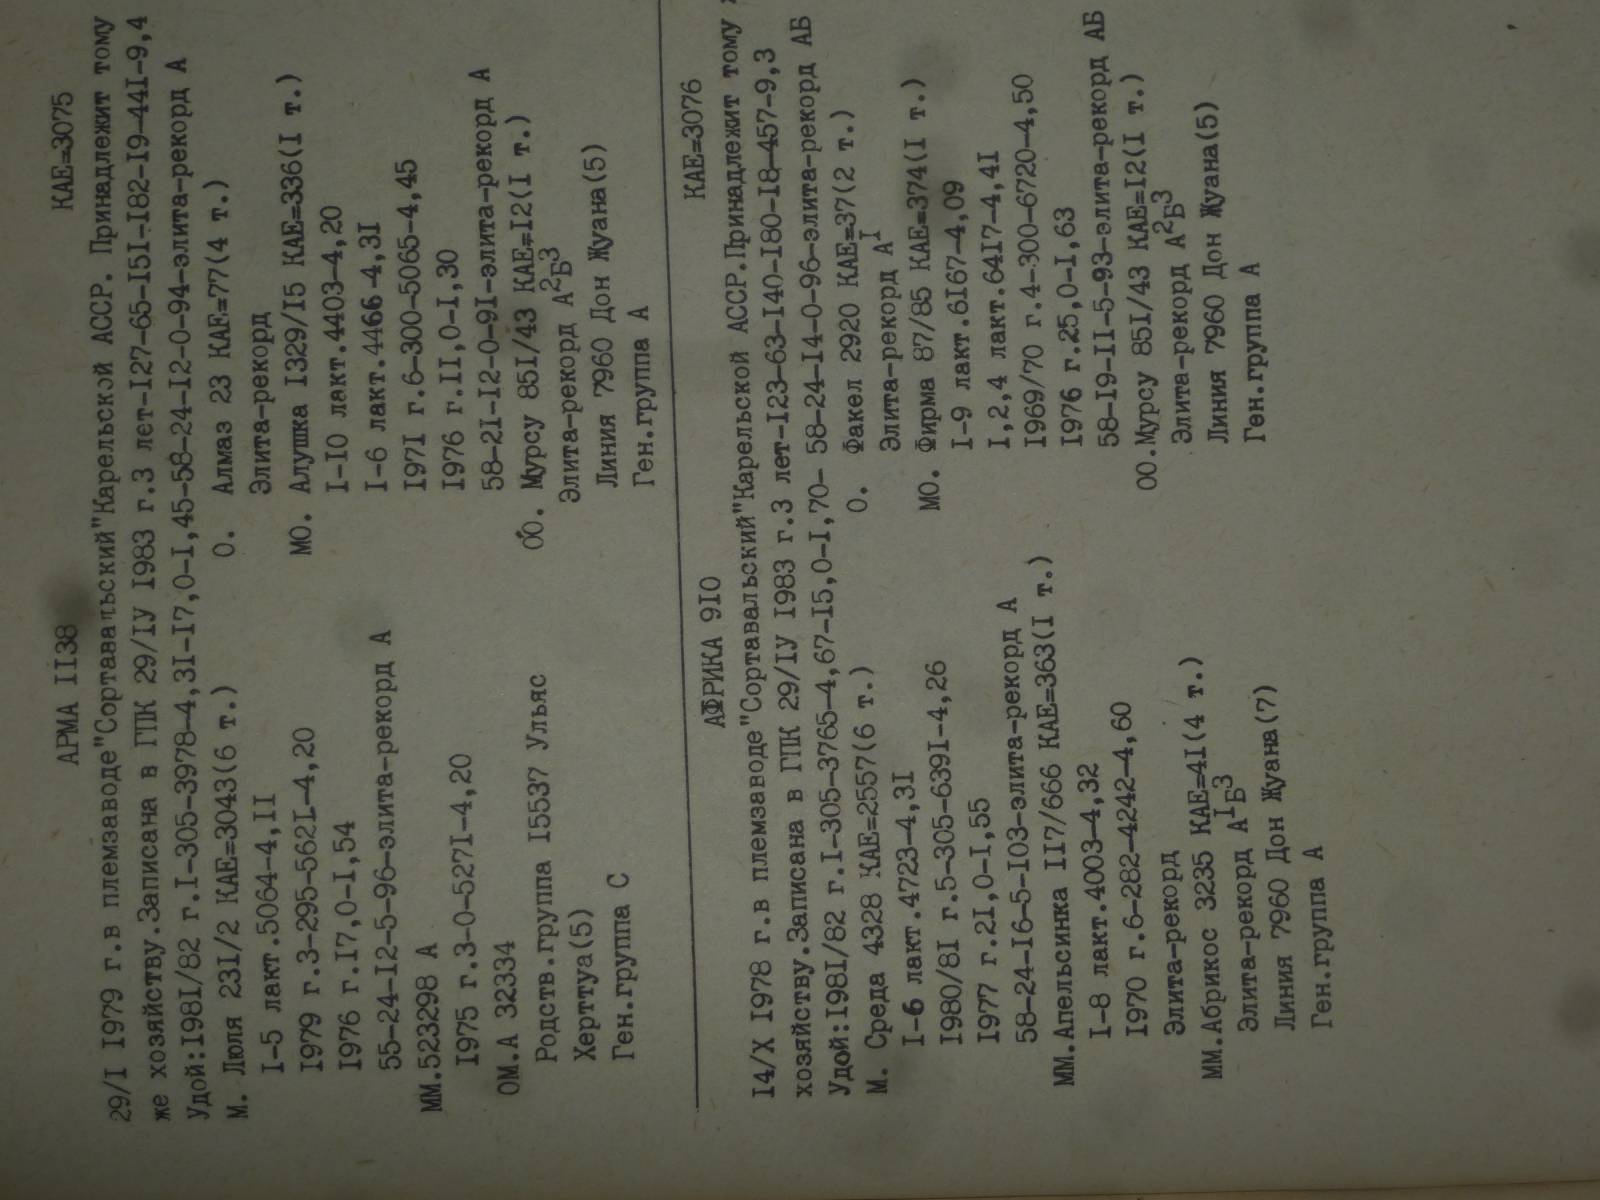 АРМА II38 КАЕ=3075
29/I I979 г.в племзаводе"Сортавальский"Карельской АССР. Принадлежит тому
же хозяйству.Записана в ГПК 29/IУ I983 г.3 лет-I27-65-I5I-I82-I9-44I-9,4
Удой:I98I/82 г.I-305-3978-4,3I-I7,0-I,45-58-24-I2-0-94-элита-рекорд А
М. Люля 23I/2 КАЕ=3043(6 т.) О. Алмаз 23 КАЕ=77(4 т.)
I-5 лакт.5064-4,II Элита-рекорд
I979 г.3-295-562I-4,20 МО. Алушка I329/I5 КАЕ=336(I т.)
I976 г.I7,0-I,54 I-I0 лакт.4403-4,20
55-24-I2-5-96-элита-рекорд А I-6 лакт.4466-4,3I
ММ.523298 А I97I г.6-300-5065-4,45
I975 г.3-0-527I-4,20 I976 г.II,0-I,30
ОМ.А 32334 58-2I-I2-0-9I-элита-рекорд А
Родств.группа I5537 Ульяс ОО. Мурсу 85I/43 КАЕ=I2(I т.)
Херттуа(5) Элита-рекорд А²Б³
Ген.группа С Линия 7960 Дон Жуана(5)
Ген.группа А
АФРИКА 9I0 КАЕ=3076
I4/X I978 г.в племзаводе"Сортавальский"Карельской АССР.Принадлежит тому
хозяйству.Записана в ГПК 29/IУ I983 г.3 лет-I23-63-I40-I80-I8-457-9,3
Удой:I98I/82 г.I-305-3765-4,67-I5,0-I,70- 58-24-I4-0-96-элита-рекорд АБ
М. Среда 4328 КАЕ=2557(6 т.) О. Факел 2920 КАЕ=37(2 т.)
I-6 лакт.4723-4,3I Элита-рекорд Аᴵ
I980/8I г.5-305-639I-4,26 МО. Фирма 87/85 КАЕ=374(I т.)
I977 г.2I,0-I,55 I-9 лакт.6I67-4,09
58-24-I6-5-I03-элита-рекорд А I,2,4 лакт.64I7-4,4I
ММ.Апельсинка II7/666 КАЕ=363(I т.) I969/70 г.4-300-6720-4,50
I-8 лакт.4003-4,32 I976 г.25,0-I,63
I970 г.6-282-4242-4,60 58-I9-II-5-93-элита-рекорд АБ
Элита-рекорд ОО.Мурсу 85I/43 КАЕ=I2(I т.)
ММ.Абрикос 3235 КАЕ=4I(4 т.) Элита-рекорд А²Б³
Элита-рекорд АᴵБ³ Линия 7960 Дон Жуана(5)
Линия 7960 Дон Жуана(7) Ген.группа А
Ген.группа А